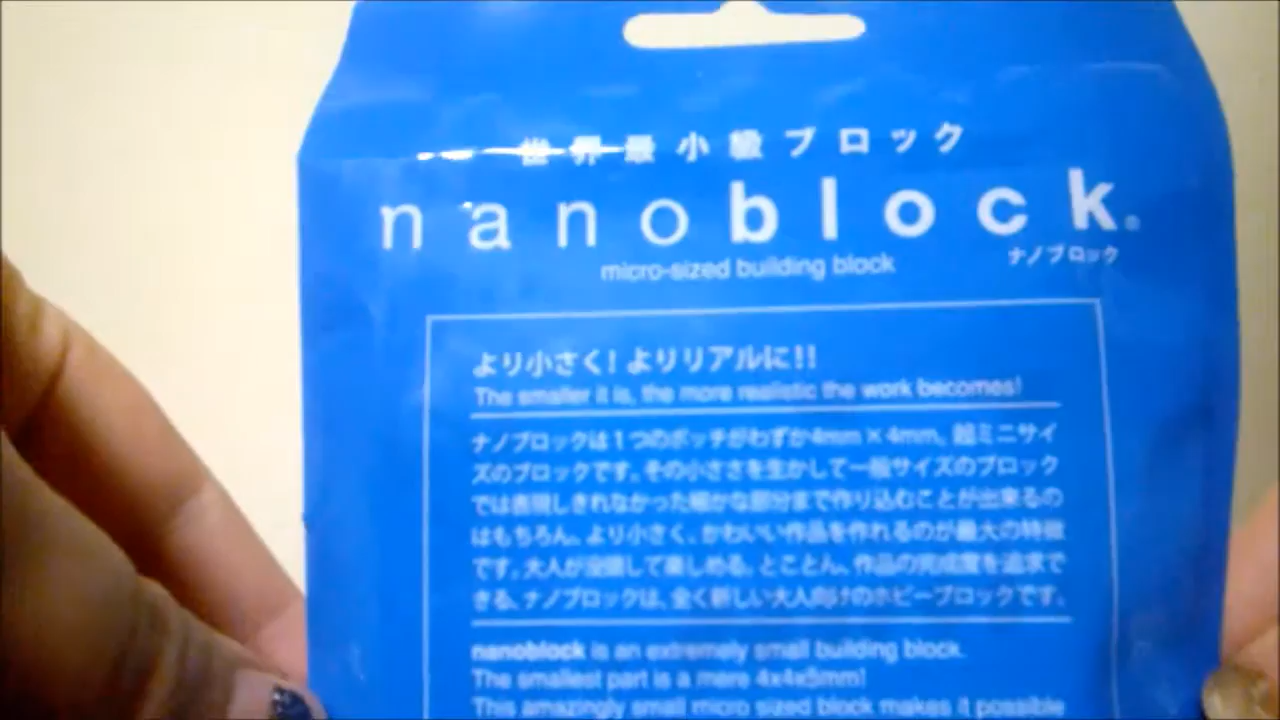 世界最小級ブロック
nanoblock®
micro-sized building block
ナノブロック
より小さく！よりリアルに!!
The smaller it is, the more realistic the work becomes!
ナノブロックは1つのポッチがわずか4mm×4mm、超ミニサイ
ズのブロックです。その小ささを生かして一般サイズのブロック
では表現しきれなかった細かな部分まで作り込むことが出来るの
はもちろん、より小さく、かわいい作品を作れるのが最大の特徴
です。大人が没頭して楽しめる、とことん、作品の完成度を追求で
きる、ナノブロックは、全く新しい大人向けのホビーブロックです。
nanoblock is an extremely small building block.
The smallest part is a mere 4x4x5mm!
This amazingly small micro sized block makes it possible